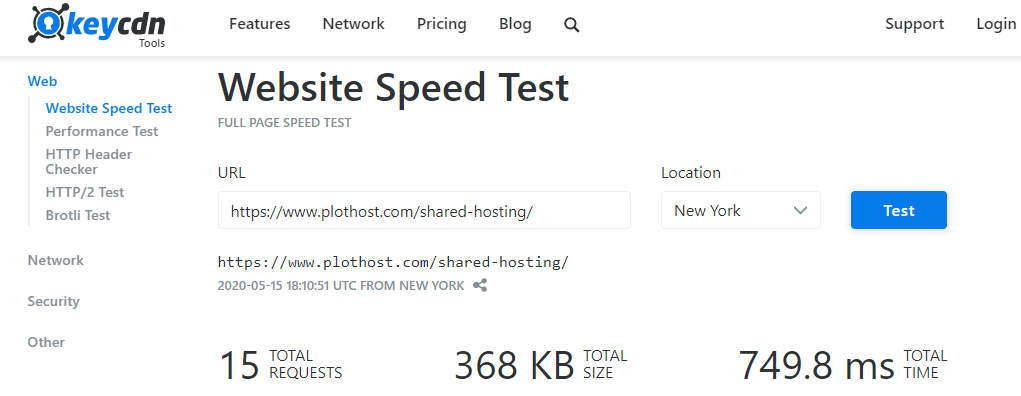 keycdn
Tools
Features Network Pricing Blog Support Login
Web
Website Speed Test
Performance Test
HTTP Header
Checker
HTTP/2 Test
Brotli Test
Network
Security
Other
Website Speed Test
FULL PAGE SPEED TEST
URL Location
https://www.plothost.com/shared-hosting/ New York Test
https://www.plothost.com/shared-hosting/
2020-05-15 18:10:51 UTC FROM NEW YORK
15 TOTAL REQUESTS 368 KB TOTAL SIZE 749.8 ms TOTAL TIME